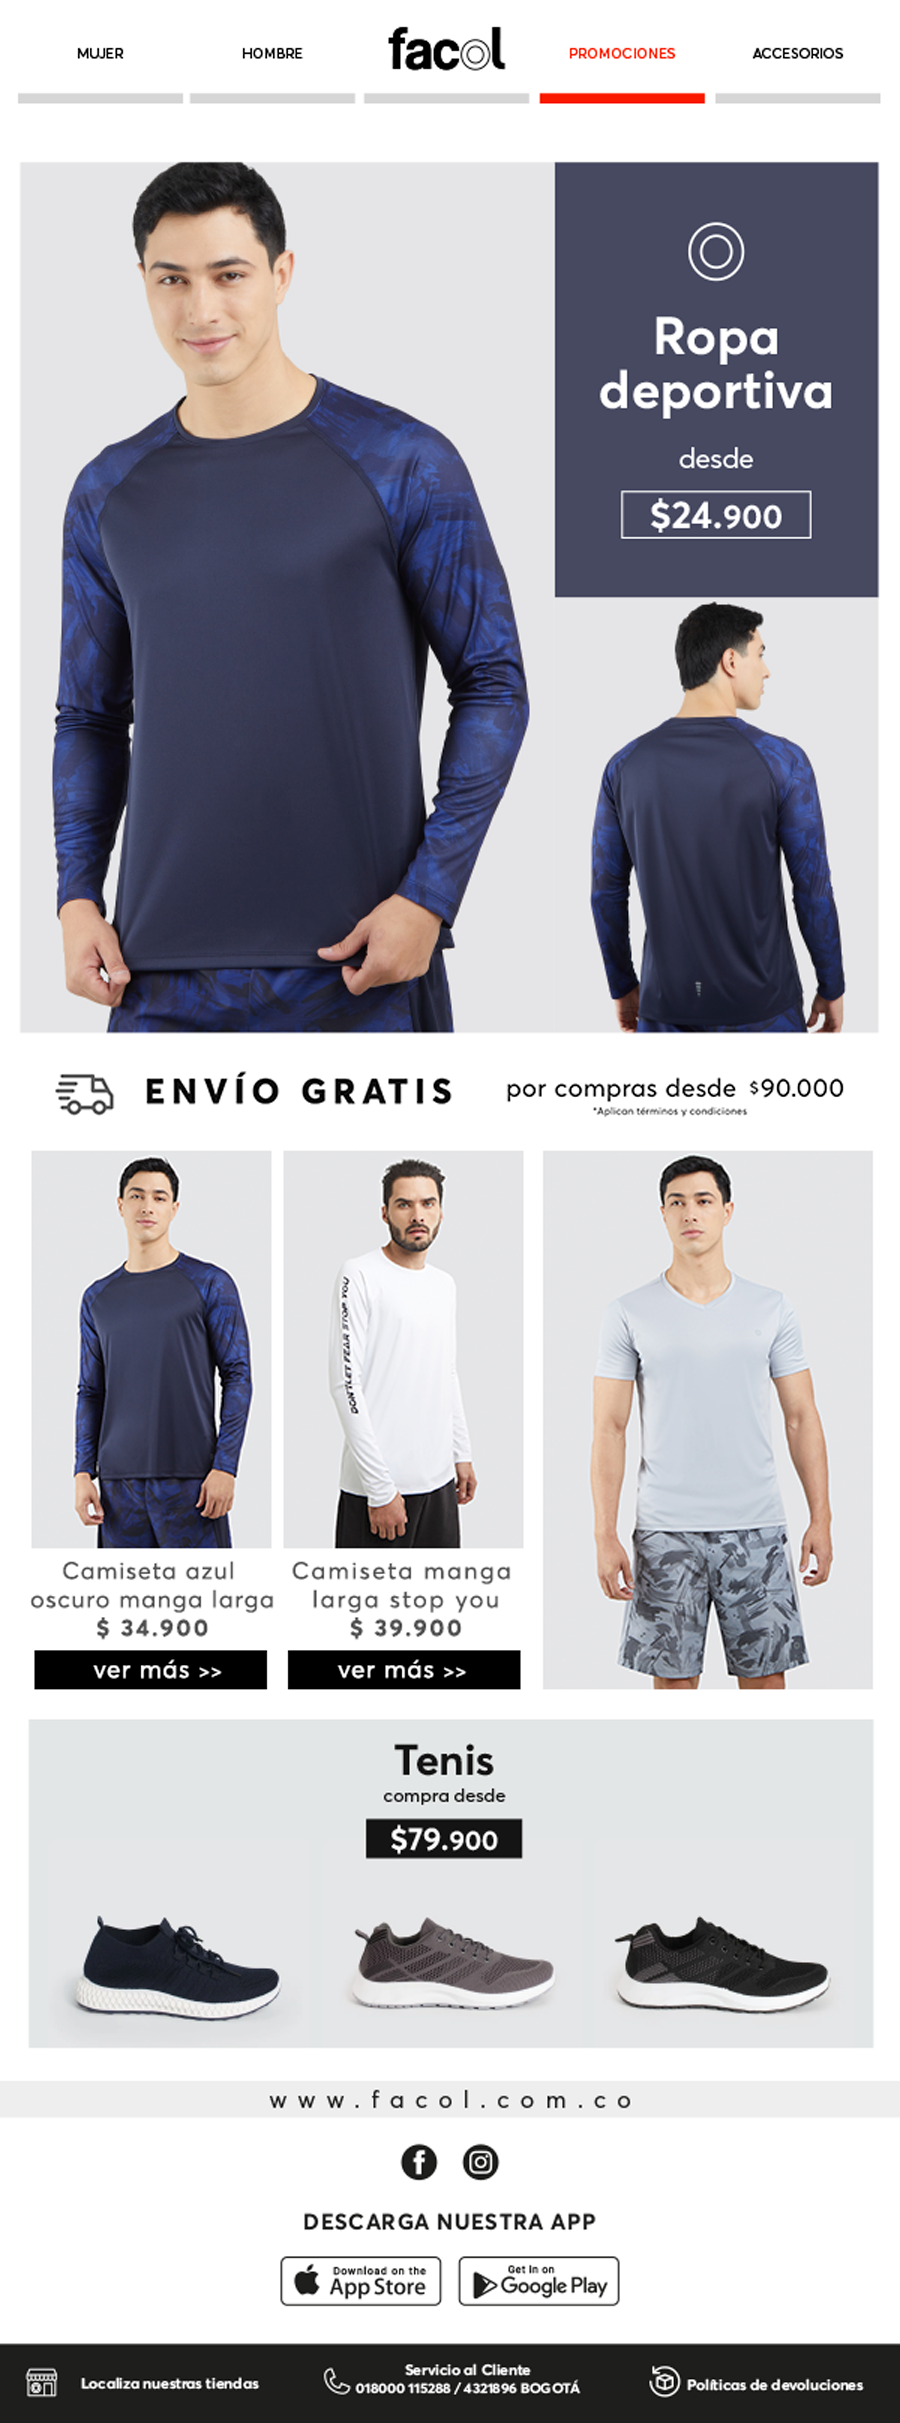 MUJER
HOMBRE
facol
PROMOCIONES
ACCESORIOS
Ropa
deportiva
desde
$24.900
ENVÍO GRATIS
por compras desde $90.000
*Aplican términos y condiciones
DON'T LET FEAR STOP YOU
Camiseta azul
oscuro manga larga
$ 34.900
ver más >>
Camiseta manga
larga stop you
$ 39.900
ver más >>
Tenis
compra desde
$79.900
www.facol.com.co
DESCARGA NUESTRA APP
Download on the
App Store
Get in on
Google Play
Localiza nuestras tiendas
Servicio al Cliente
018000 115288 / 4321896 BOGOTÁ
Políticas de devoluciones